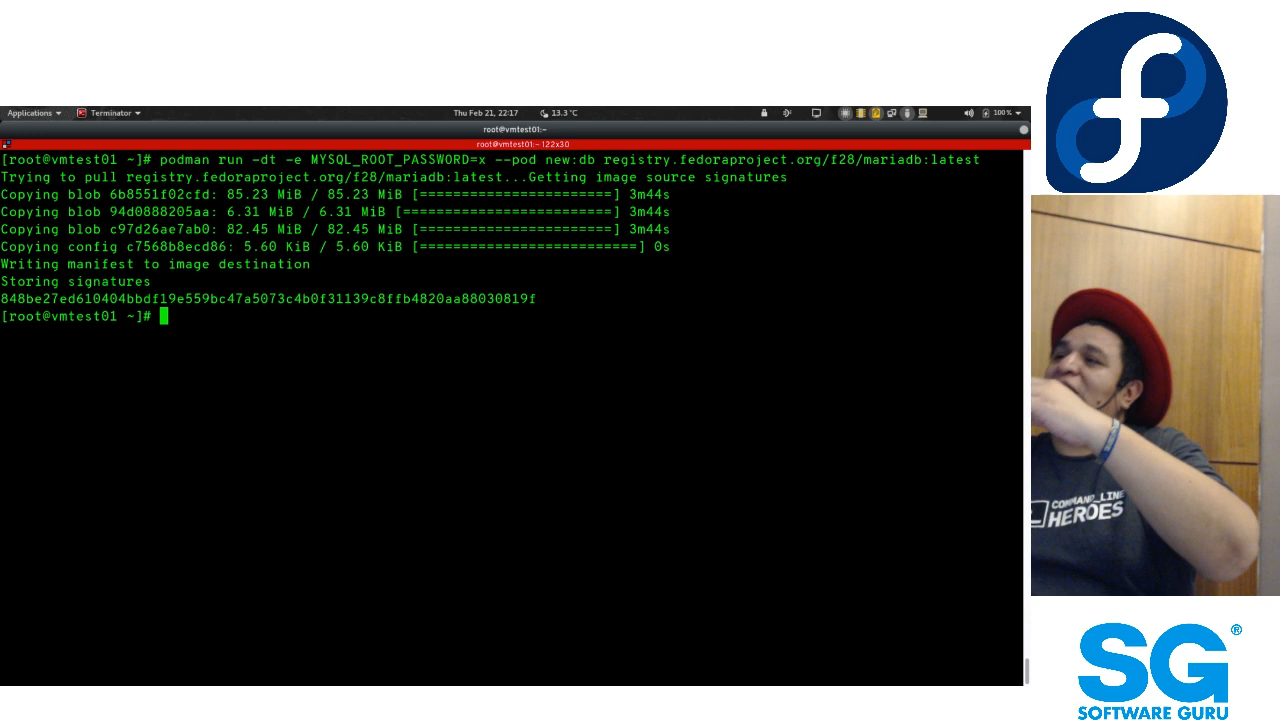 Applications
Terminator
Thu Feb 21, 22:17
13.3 °C
100 %
root@vmtest01:~
root@vmtest01:~ 122x30
[root@vmtest01 ~]# podman run -dt -e MYSQL_ROOT_PASSWORD=x --pod new:db registry.fedoraproject.org/f28/mariadb:latest
Trying to pull registry.fedoraproject.org/f28/mariadb:latest...Getting image source signatures
Copying blob 6b8551f02cfd: 85.23 MiB / 85.23 MiB [========================] 3m44s
Copying blob 94d0888205aa: 6.31 MiB / 6.31 MiB [==========================] 3m44s
Copying blob c97d26ae7ab0: 82.45 MiB / 82.45 MiB [========================] 3m44s
Copying config c7568b8ecd86: 5.60 KiB / 5.60 KiB [==========================] 0s
Writing manifest to image destination
Storing signatures
848be27ed610404bbdf19e559bc47a5073c4b0f31139c8ffb4820aa88030819f
[root@vmtest01 ~]#
COMMAND_LINE
HEROES
SG®
SOFTWARE GURU